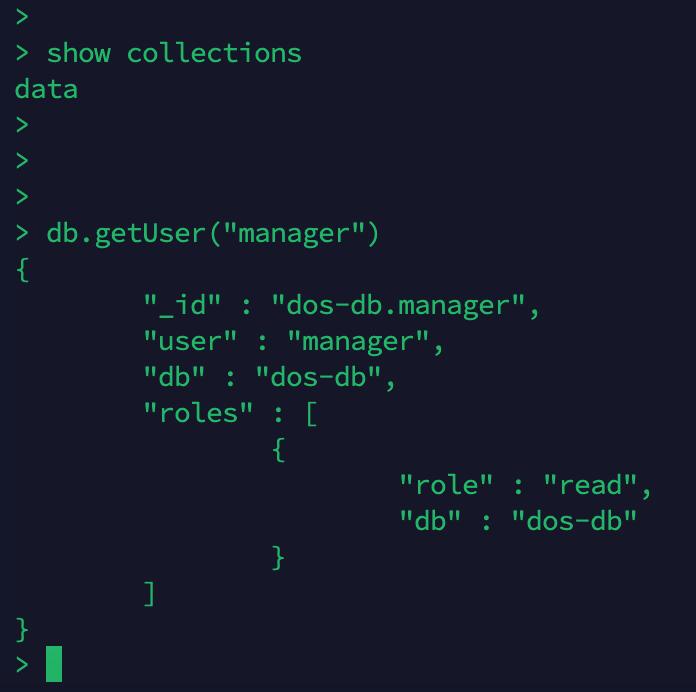 >
> show collections
data
>
>
>
> db.getUser("manager")
{
        "_id" : "dos-db.manager",
        "user" : "manager",
        "db" : "dos-db",
        "roles" : [
                {
                        "role" : "read",
                        "db" : "dos-db"
                }
        ]
}
>